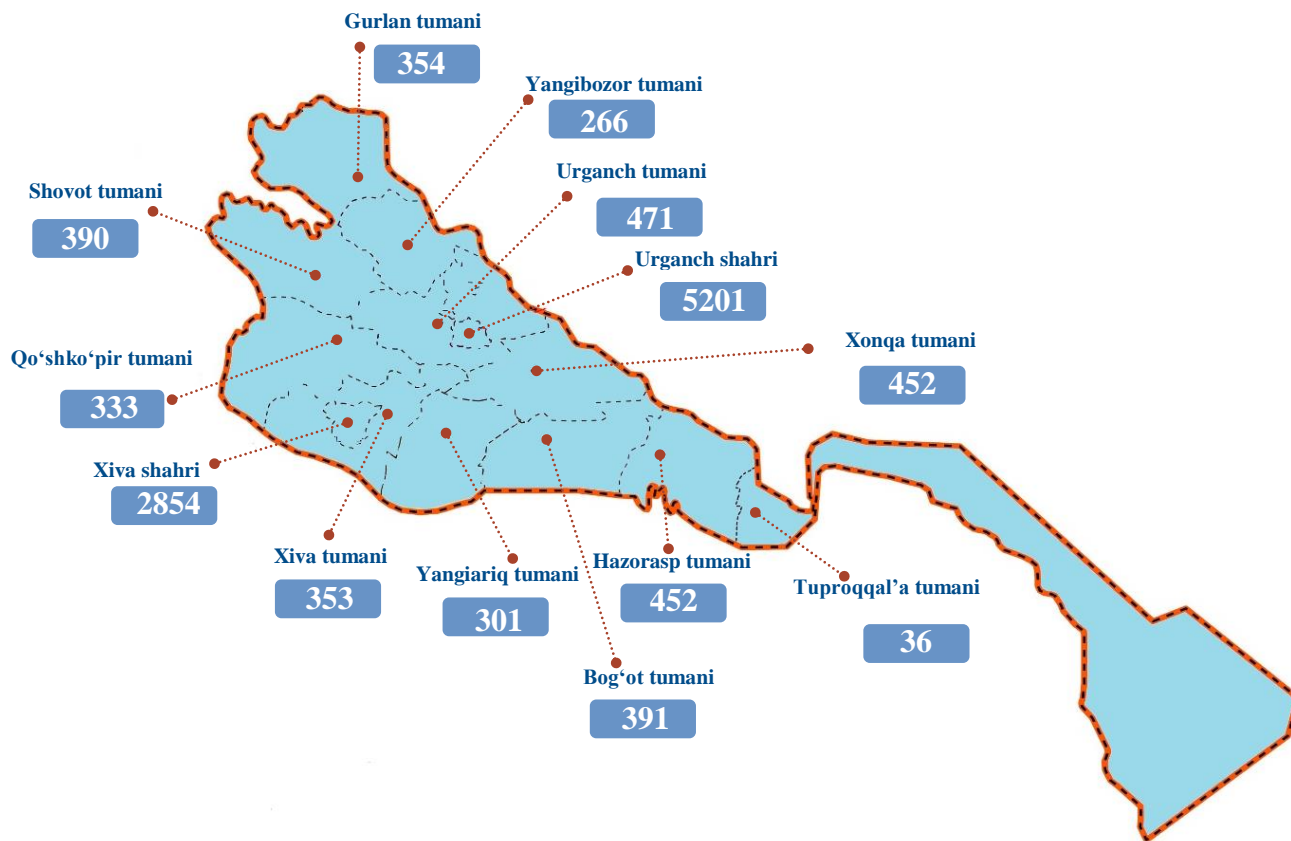 Gurlan tumani
354
Yangibozor tumani
266
Urganch tumani
471
Shovot tumani
390
Urganch shahri
5201
Xonqa tumani
452
Qo‘shko‘pir tumani
333
Xiva shahri
2854
Xiva tumani
353
Yangiariq tumani
301
Hazorasp tumani
452
Tuproqqal’a tumani
36
Bog‘ot tumani
391